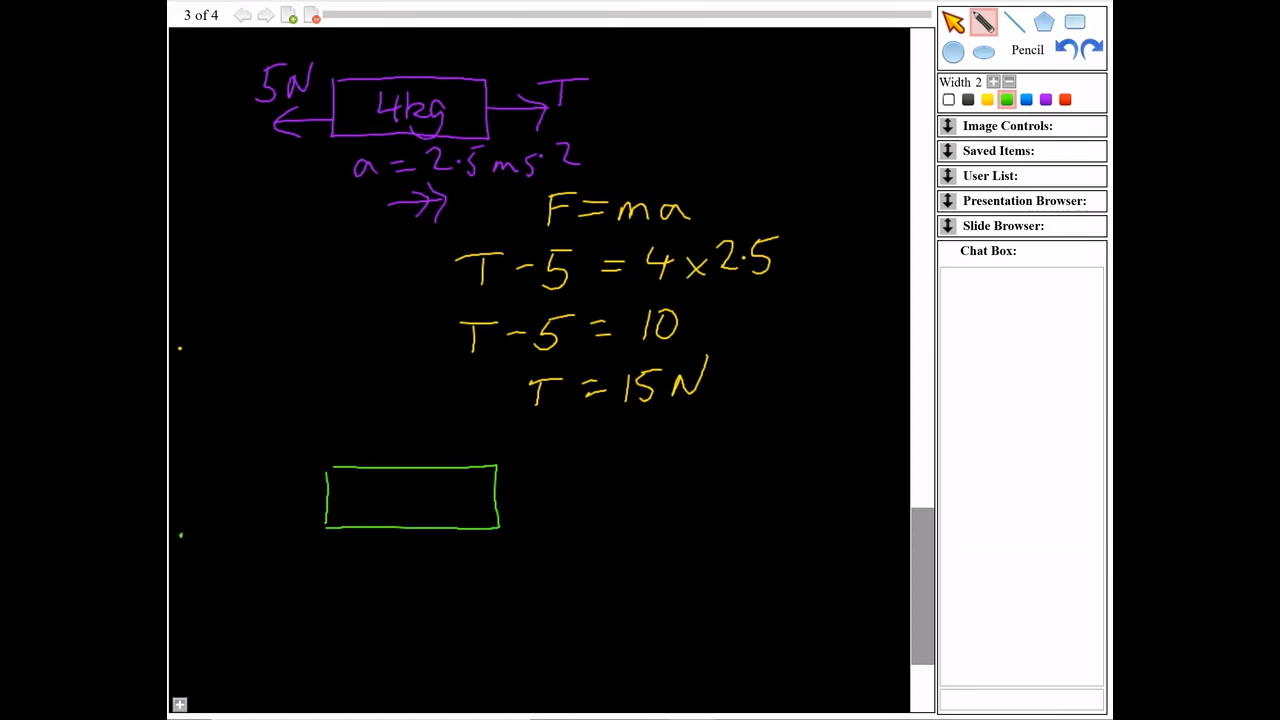 3 of 4
5N
4kg
T
a = 2.5 ms-2
F = ma
T - 5 = 4 x 2.5
T - 5 = 10
T = 15N
Pencil
Width 2
Image Controls:
Saved Items:
User List:
Presentation Browser:
Slide Browser:
Chat Box: